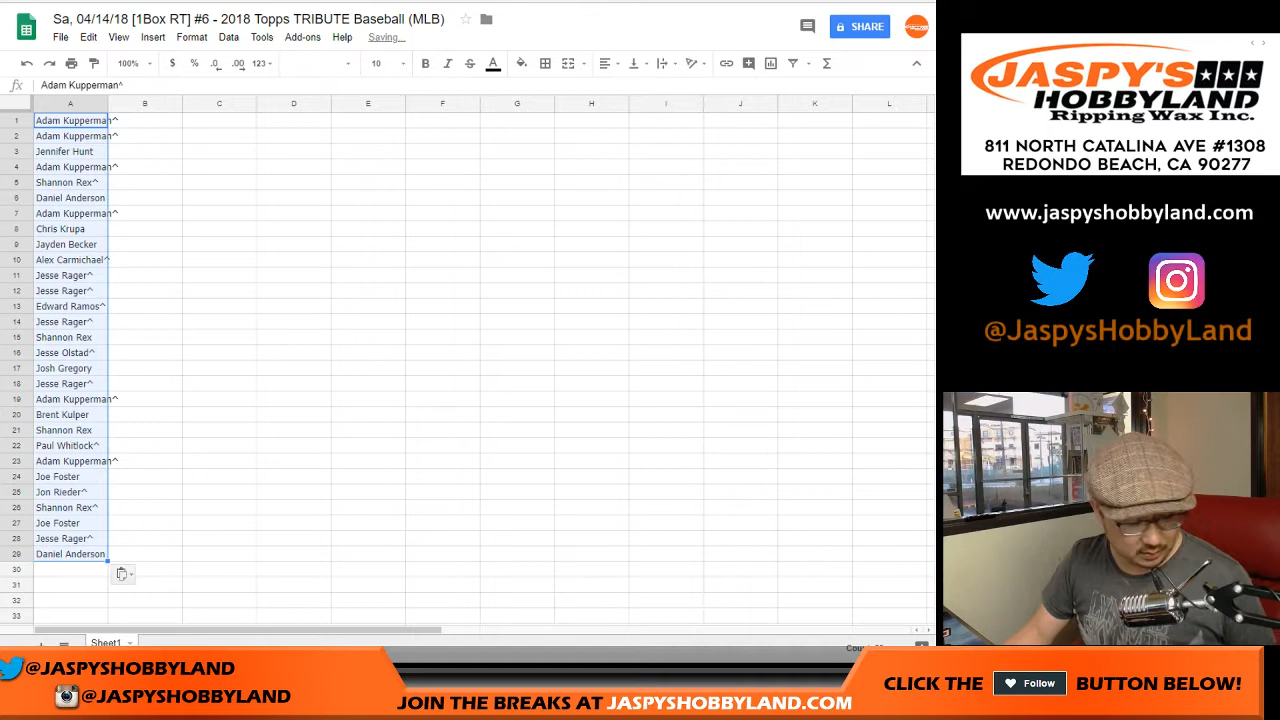 Sa, 04/14/18 [1Box RT] #6 - 2018 Topps TRIBUTE Baseball (MLB)
File Edit View Insert Format Data Tools Add-ons Help Saving...
SHARE
100% $ % .0 .00 123 10 B I S A
fx Adam Kupperman^
A B C D E F G H I J K L
1 Adam Kupperman^
2 Adam Kupperman^
3 Jennifer Hunt
4 Adam Kupperman^
5 Shannon Rex^
6 Daniel Anderson
7 Adam Kupperman^
8 Chris Krupa
9 Jayden Becker
10 Alex Carmichael^
11 Jesse Rager^
12 Jesse Rager^
13 Edward Ramos^
14 Jesse Rager^
15 Shannon Rex
16 Jesse Olstad^
17 Josh Gregory
18 Jesse Rager^
19 Adam Kupperman^
20 Brent Kulper
21 Shannon Rex
22 Paul Whitlock^
23 Adam Kupperman^
24 Joe Foster
25 Jon Rieder^
26 Shannon Rex^
27 Joe Foster
28 Jesse Rager^
29 Daniel Anderson
30
31
32
33
Sheet1
JASPY'S
HOBBYLAND
Ripping Wax Inc.
811 NORTH CATALINA AVE #1308
REDONDO BEACH, CA 90277
www.jaspyshobbyland.com
@JaspysHobbyLand
@JASPYSHOBBYLAND
@JASPYSHOBBYLAND
JOIN THE BREAKS AT JASPYSHOBBYLAND.COM
CLICK THE Follow BUTTON BELOW!